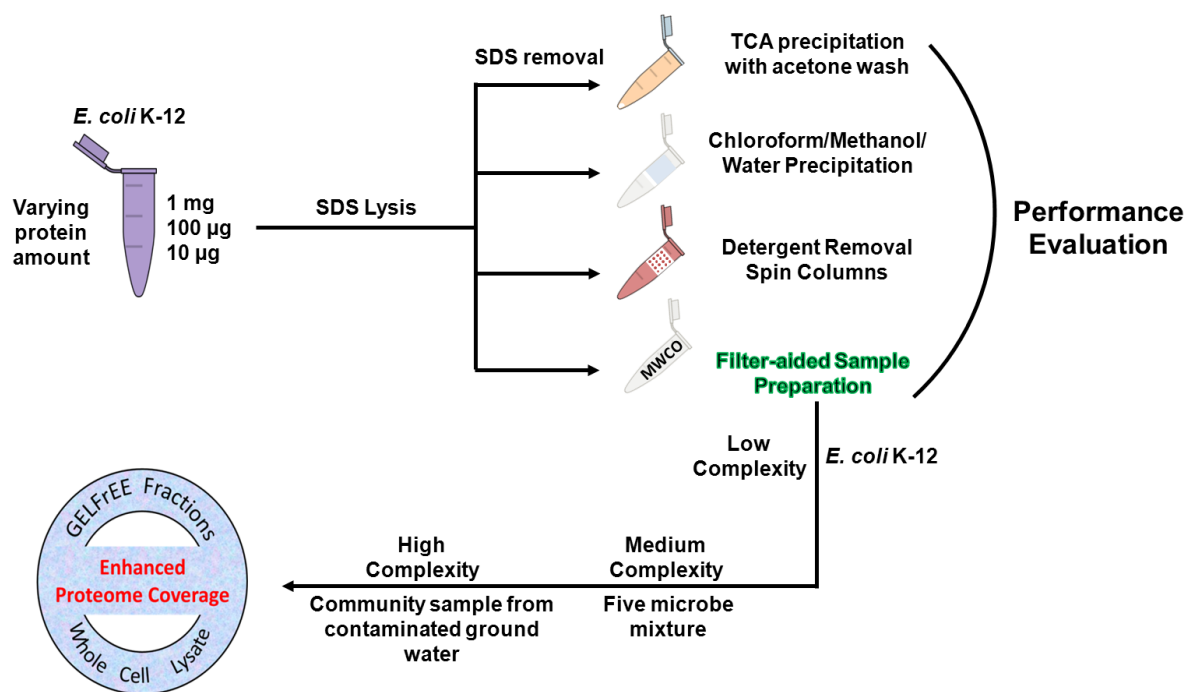 E. coli K-12
Varying
protein
amount
1 mg
100 µg
10 µg
SDS Lysis
SDS removal
TCA precipitation
with acetone wash
Chloroform/Methanol/
Water Precipitation
Detergent Removal
Spin Columns
MWCO
Filter-aided Sample
Preparation
Performance
Evaluation
Low
Complexity
E. coli K-12
Medium
Complexity
Five microbe
mixture
High
Complexity
Community sample from
contaminated ground
water
GELFrEE Fractions
Enhanced
Proteome Coverage
Whole Cell Lysate